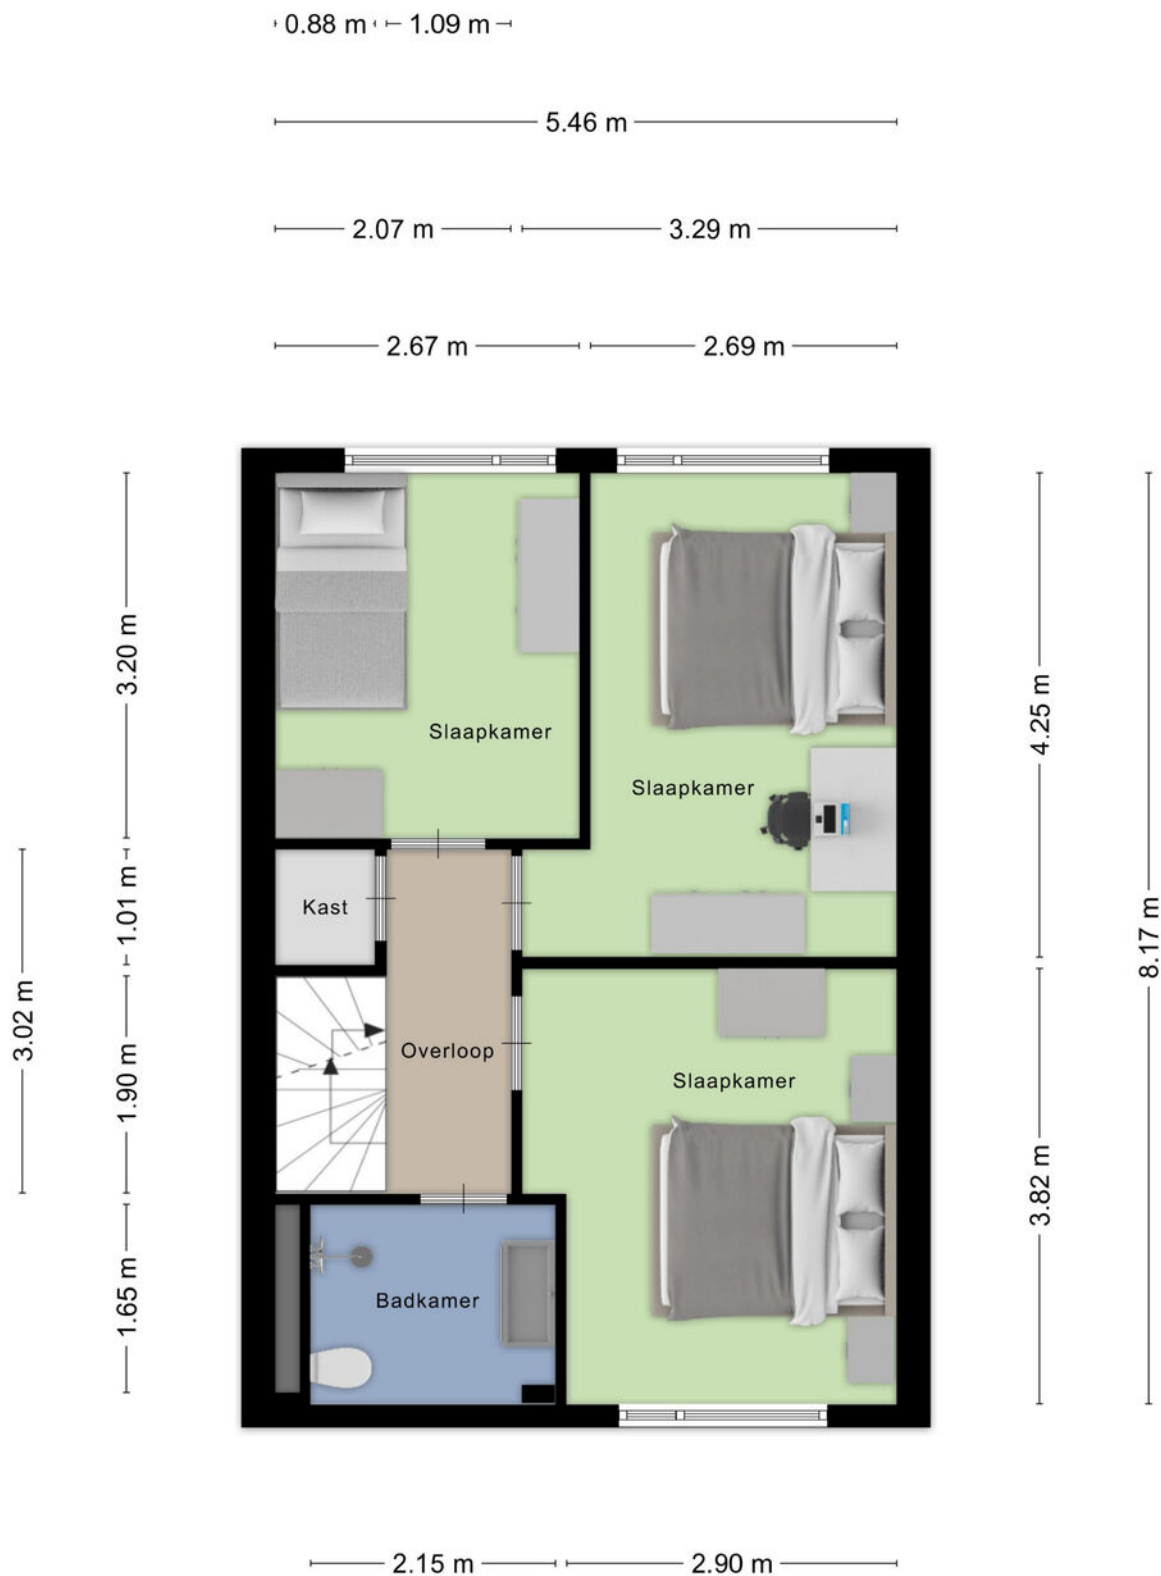 0.88 m 1.09 m
5.46 m
2.07 m 3.29 m
2.67 m 2.69 m
3.20 m
4.25 m
Slaapkamer
Slaapkamer
1.01 m
Kast
8.17 m
3.02 m
1.90 m
Overloop
Slaapkamer
3.82 m
1.65 m
Badkamer
2.15 m 2.90 m